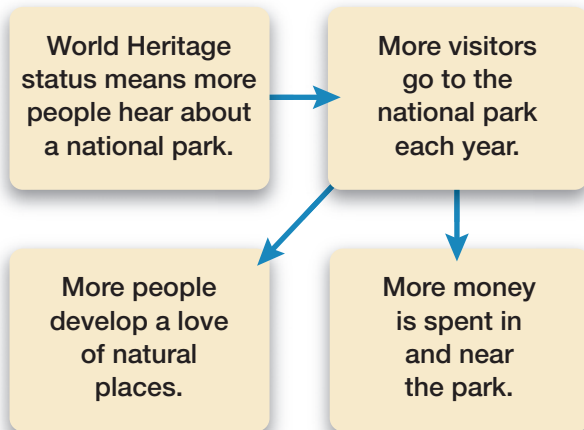 World Heritage
status means more
people hear about
a national park.
More visitors
go to the
national park
each year.
More people
develop a love
of natural
places.
More money
is spent in
and near
the park.